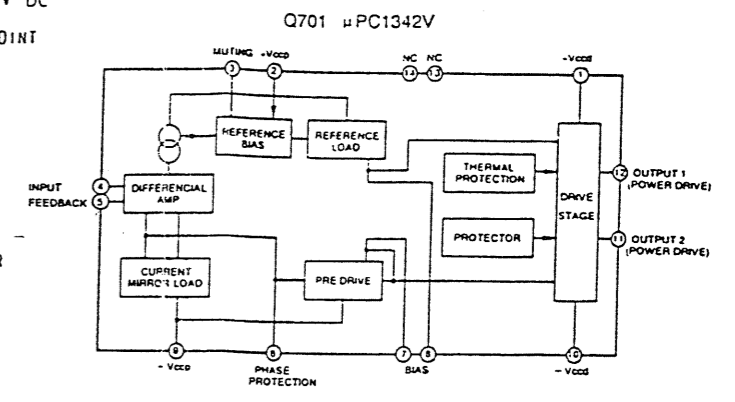 V DC
OINT
Q701 μPC1342V
MUTING
+VCCP
NC NC
-VCCd
3
2
14 13
1
REFERENCE
BIAS
REFERENCE
LOAD
THERMAL
PROTECTION
DRIVE
STAGE
12 OUTPUT 1
(POWER DRIVE)
INPUT 4
FEEDBACK 5
DIFFERENCIAL
AMP
PROTECTOR
11 OUTPUT 2
(POWER DRIVE)
R
CURRENT
MIRROR LOAD
PRE DRIVE
9
6
7 8
10
-VCCP
PHASE
PROTECTION
BIAS
-VCCd